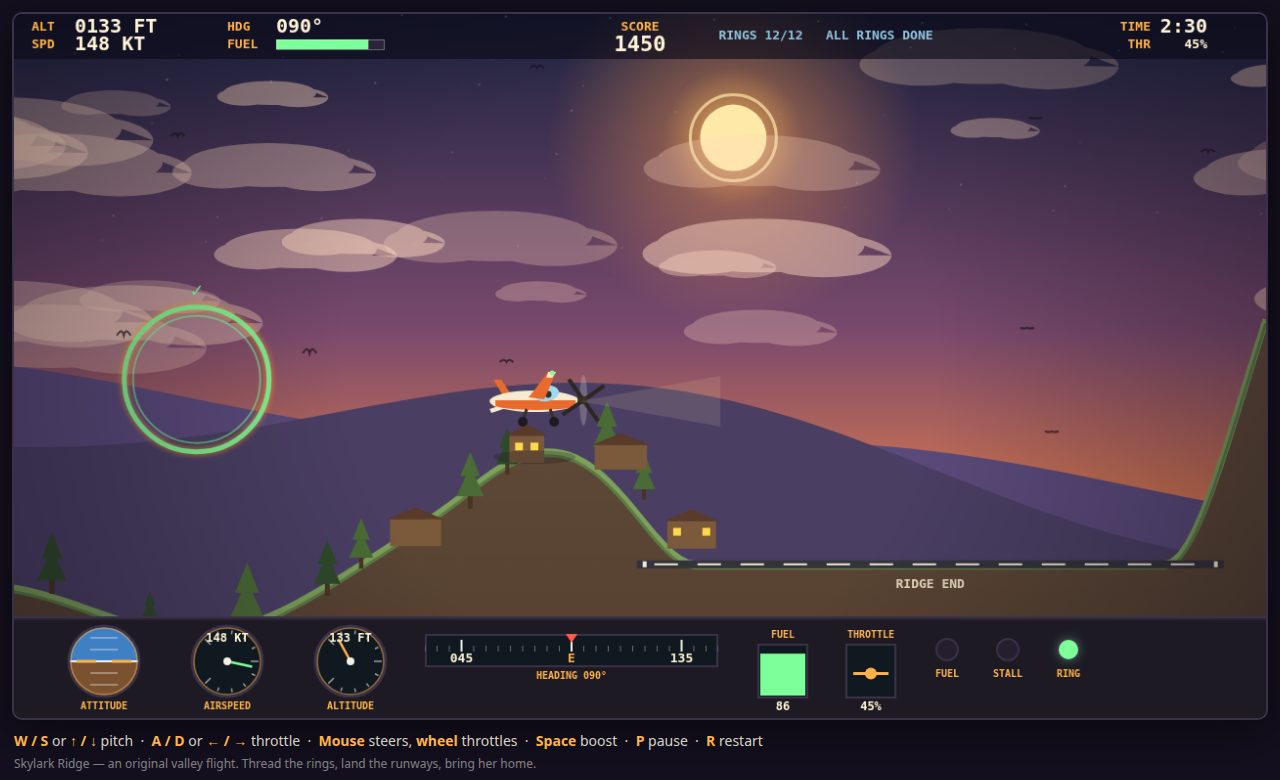 ALT 0133 FT
SPD 148 KT
HDG 090°
FUEL
SCORE
1450
RINGS 12/12 ALL RINGS DONE
TIME 2:30
THR 45%
✓
RIDGE END
ATTITUDE
148 KT
AIRSPEED
133 FT
ALTITUDE
045 E 135
HEADING 090°
FUEL
86
THROTTLE
45%
FUEL
STALL
RING
W / S or ↑ / ↓ pitch · A / D or ← / → throttle · Mouse steers, wheel throttles · Space boost · P pause · R restart
Skylark Ridge — an original valley flight. Thread the rings, land the runways, bring her home.